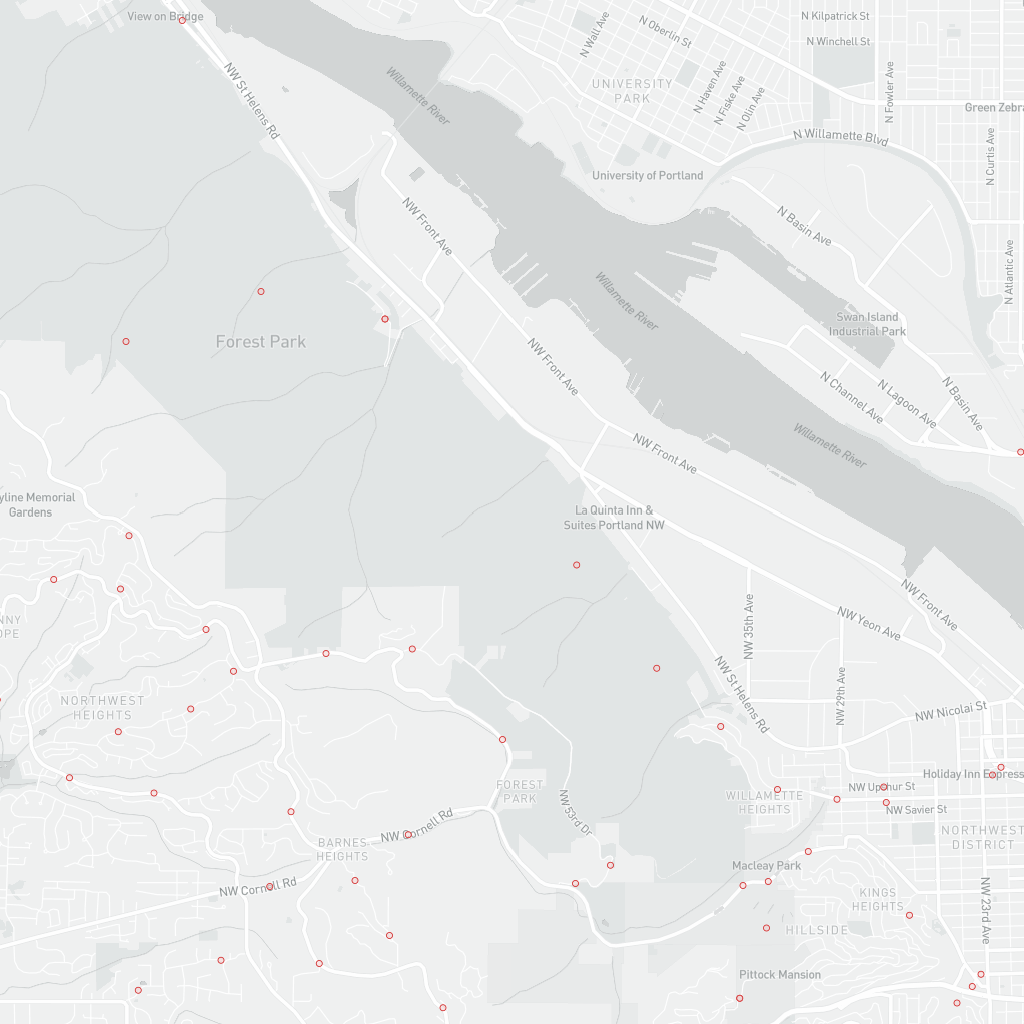 View on Bridge
N Kilpatrick St
N Oberlin St
N Wall Ave
N Winchell St
NW St Helens Rd
Willamette River
UNIVERSITY
PARK
N Haven Ave
N Fiske Ave
N Olin Ave
N Fowler Ave
Green Zebra
N Willamette Blvd
N Curtis Ave
University of Portland
NW Front Ave
N Basin Ave
N Atlantic Ave
Willamette River
Swan Island
Industrial Park
Forest Park
NW Front Ave
N Channel Ave
N Lagoon Ave
N Basin Ave
NW Front Ave
Willamette River
yline Memorial
Gardens
La Quinta Inn &
Suites Portland NW
NW Front Ave
NNY
OPE
NW 35th Ave
NW Yeon Ave
NW St Helens Rd
NW 29th Ave
NORTHWEST
HEIGHTS
NW Nicolai St
Holiday Inn Express
FOREST
PARK
NW 53rd Dr
WILLAMETTE
HEIGHTS
NW Upshur St
NW Savier St
NW Cornell Rd
BARNES
HEIGHTS
NORTHWEST
DISTRICT
Macleay Park
NW Cornell Rd
KINGS
HEIGHTS
NW 23rd Ave
HILLSIDE
Pittock Mansion